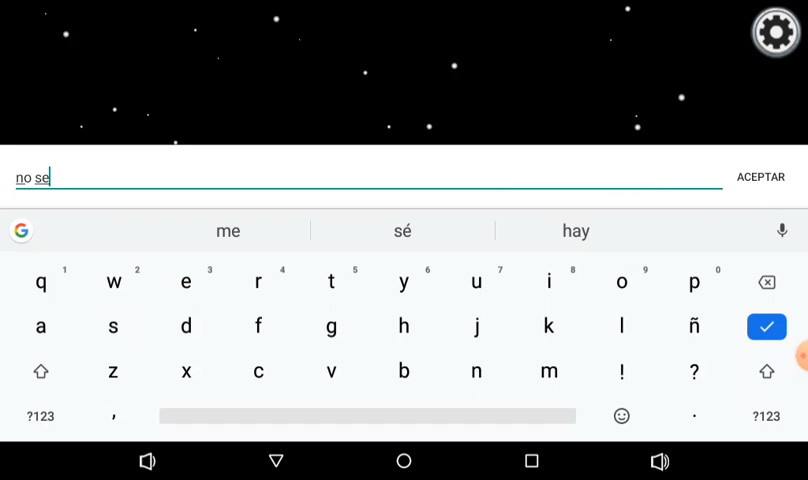 no se
ACEPTAR
G me sé hay
q 1 w 2 e 3 r 4 t 5 y 6 u 7 i 8 o 9 p 0
a s d f g h j k l ñ
z x c v b n m ! ?
?123 , . ?123